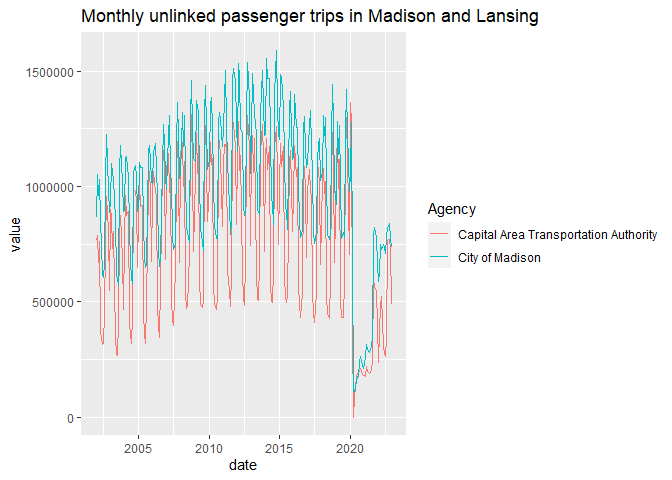 Monthly unlinked passenger trips in Madison and Lansing
1500000
1000000
500000
0
value
2005
2010
2015
2020
date
Agency
Capital Area Transportation Authority
City of Madison